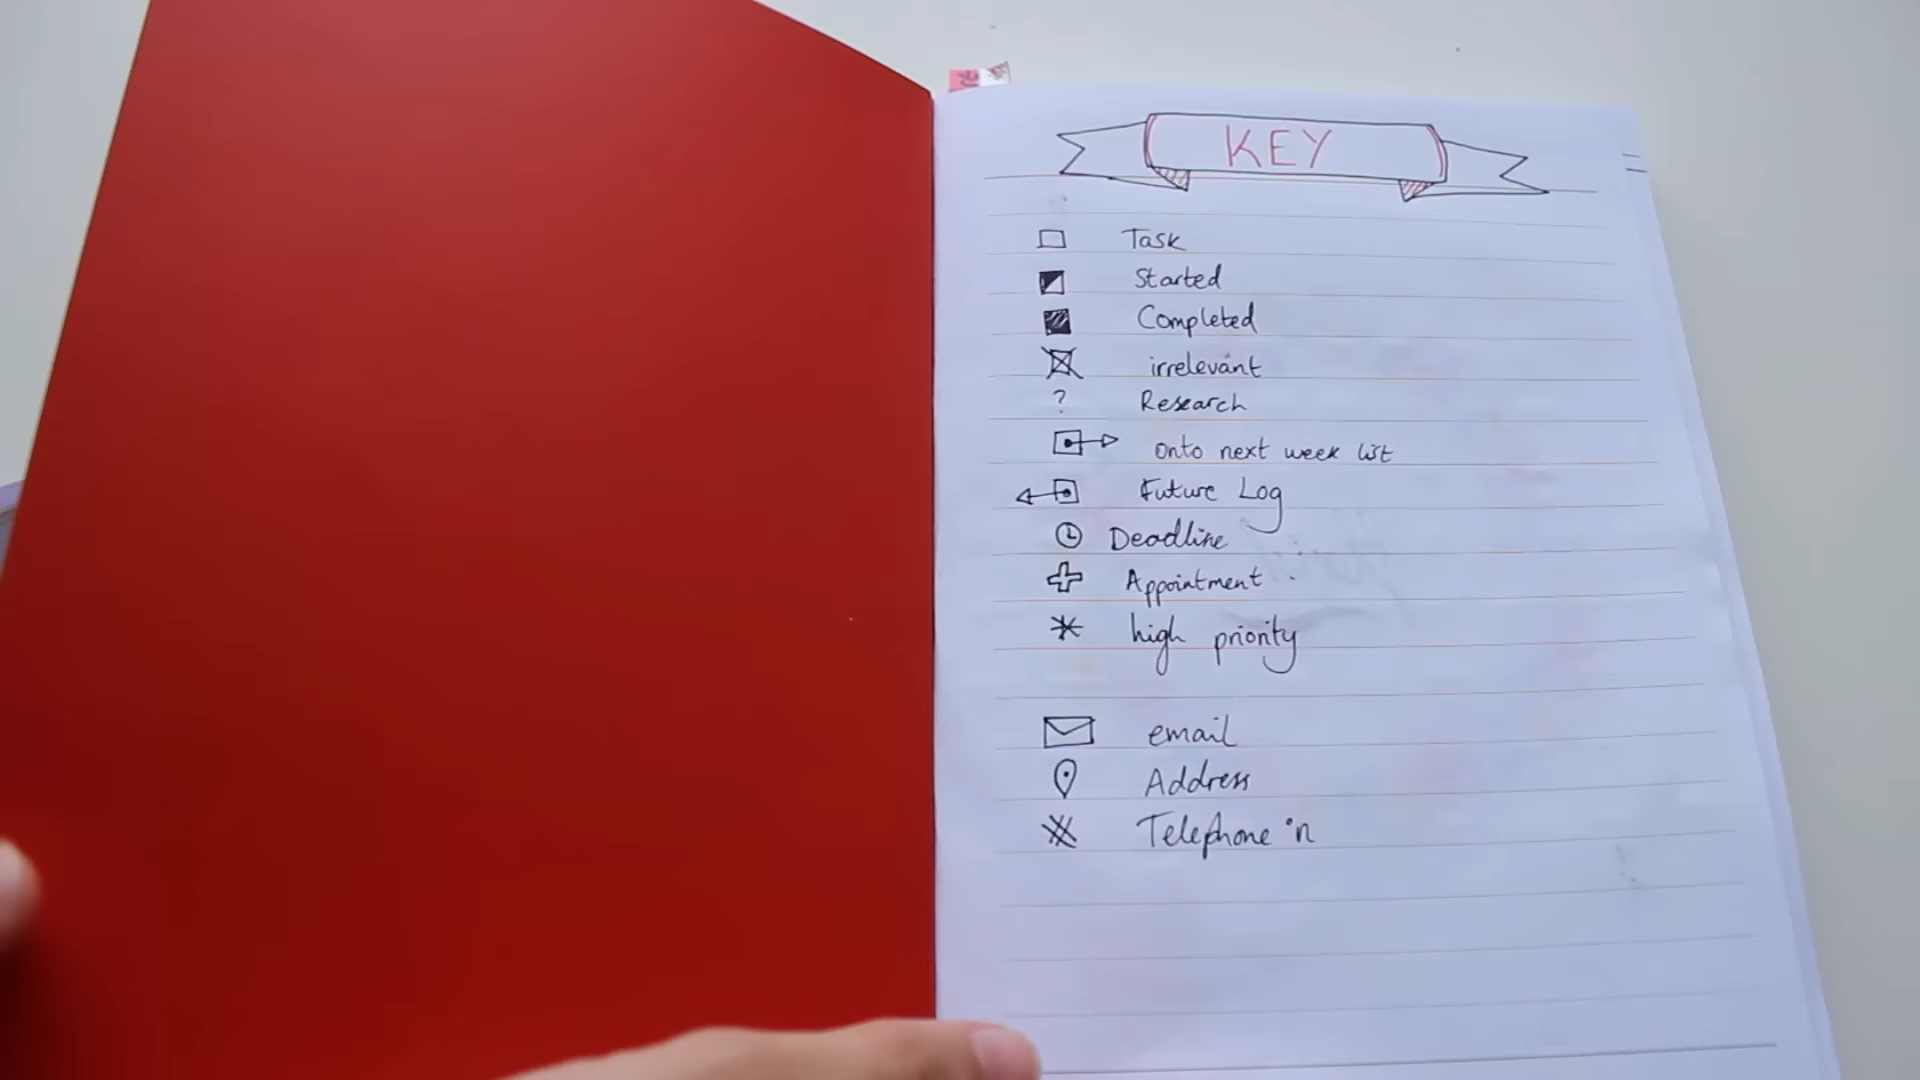 KEY
Task
Started
Completed
irrelevant
? Research
onto next week list
Future Log
Deadline
Appointment
* high priority
email
Address
Telephone °n